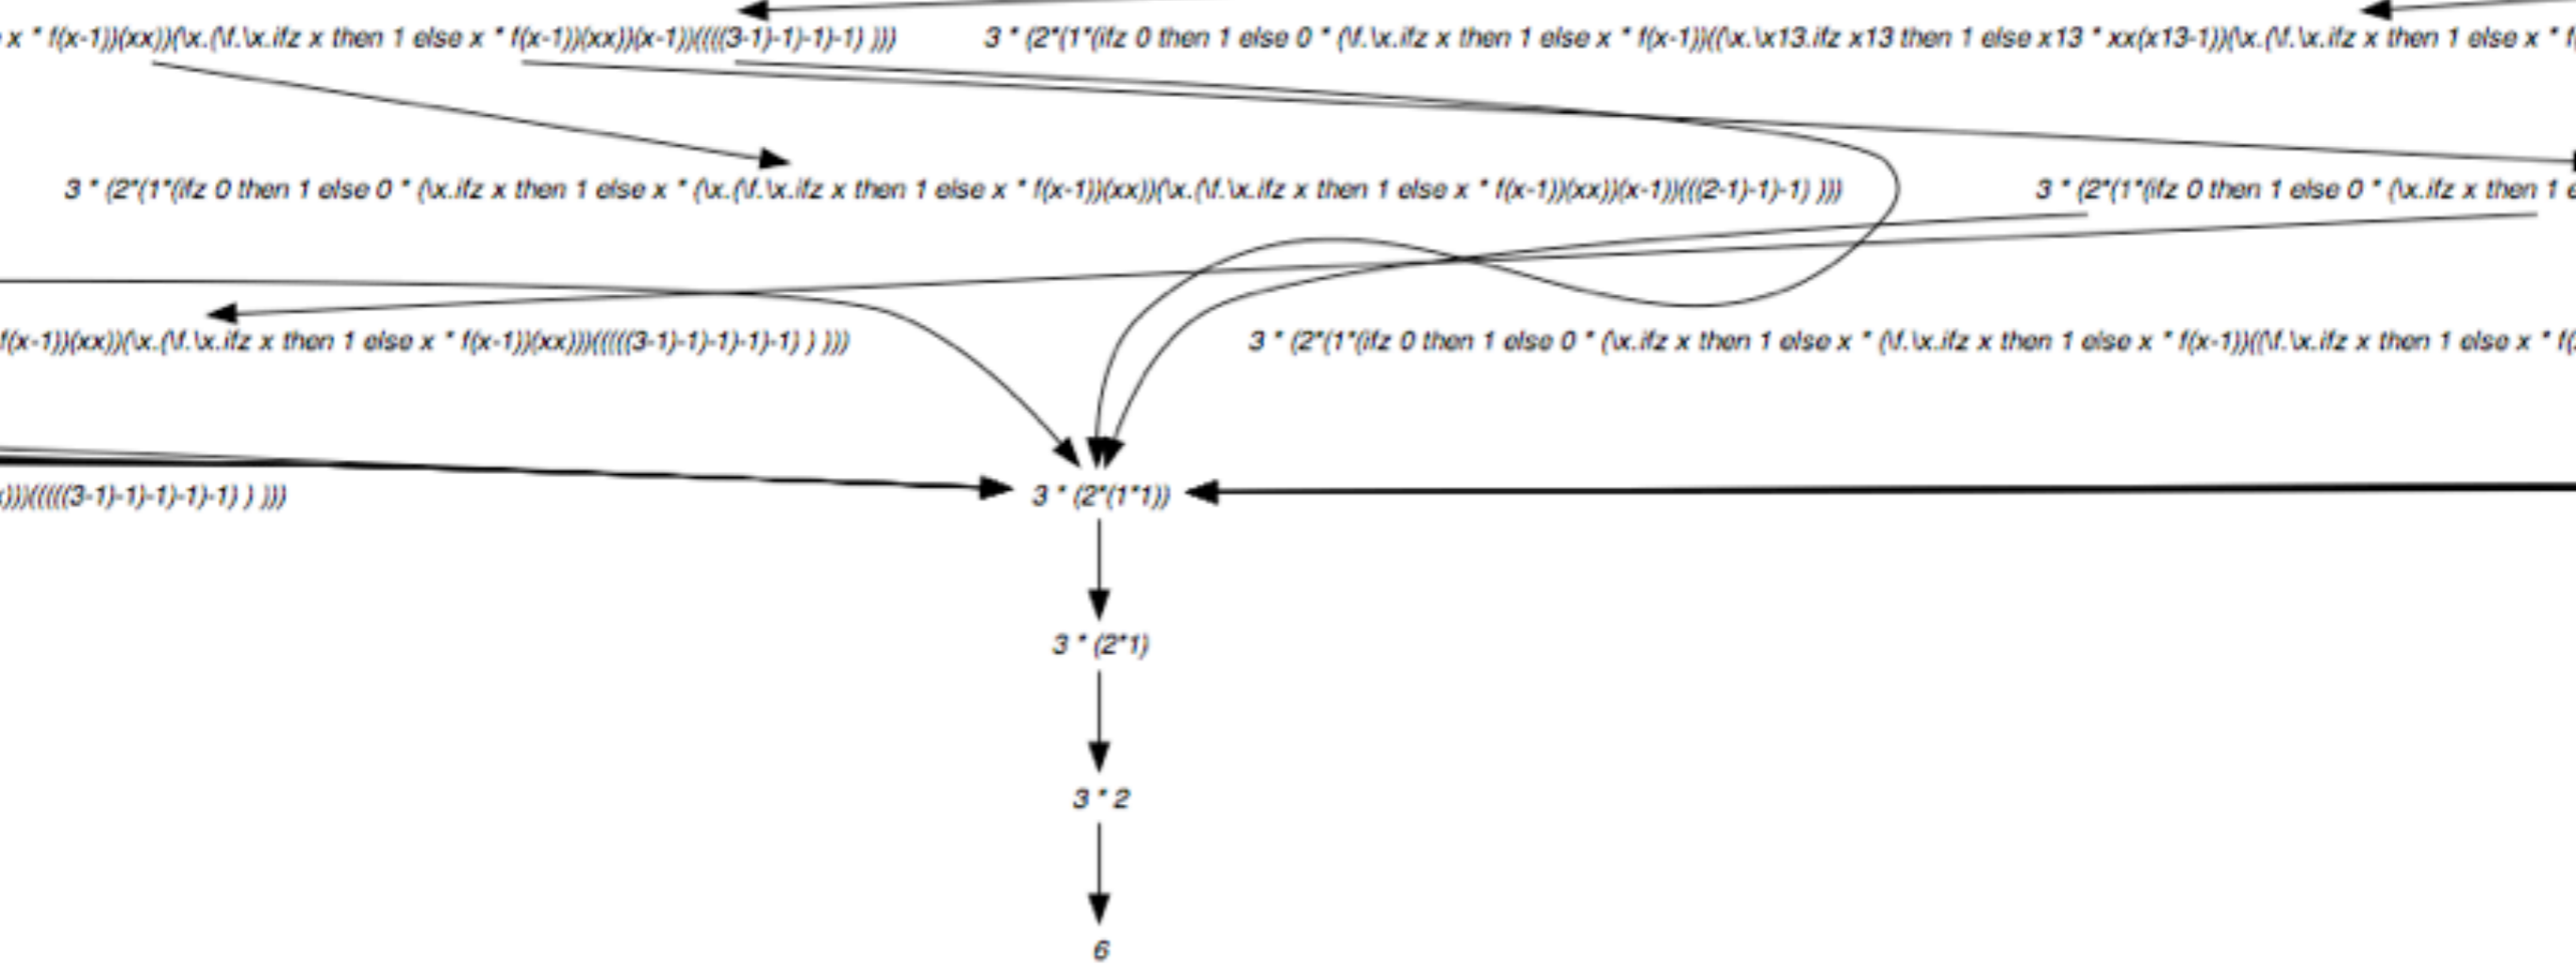 x * f(x-1))(xx))(\x.(\f.\x.ifz x then 1 else x * f(x-1))(xx))(x-1))((((3-1)-1)-1)-1) )))
3 * (2*(1*(ifz 0 then 1 else 0 * (\f.\x.ifz x then 1 else x * f(x-1))((\x.\x13.ifz x13 then 1 else x13 * xx(x13-1))(\x.(\f.\x.ifz x then 1 else x * f(
3 * (2*(1*(ifz 0 then 1 else 0 * (\x.ifz x then 1 else x * (\x.(\f.\x.ifz x then 1 else x * f(x-1))(xx))(\x.(\f.\x.ifz x then 1 else x * f(x-1))(xx))(x-1))(((2-1)-1)-1) )))
3 * (2*(1*(ifz 0 then 1 else 0 * (\x.ifz x then 1 e
f(x-1))(xx))(\x.(\f.\x.ifz x then 1 else x * f(x-1))(xx)))(((((3-1)-1)-1)-1)-1) ) )))
3 * (2*(1*(ifz 0 then 1 else 0 * (\x.ifz x then 1 else x * (\f.\x.ifz x then 1 else x * f(x-1))((\f.\x.ifz x then 1 else x * f(
x)))(((((3-1)-1)-1)-1)-1) ) )))
3 * (2*(1*1))
3 * (2*1)
3 * 2
6